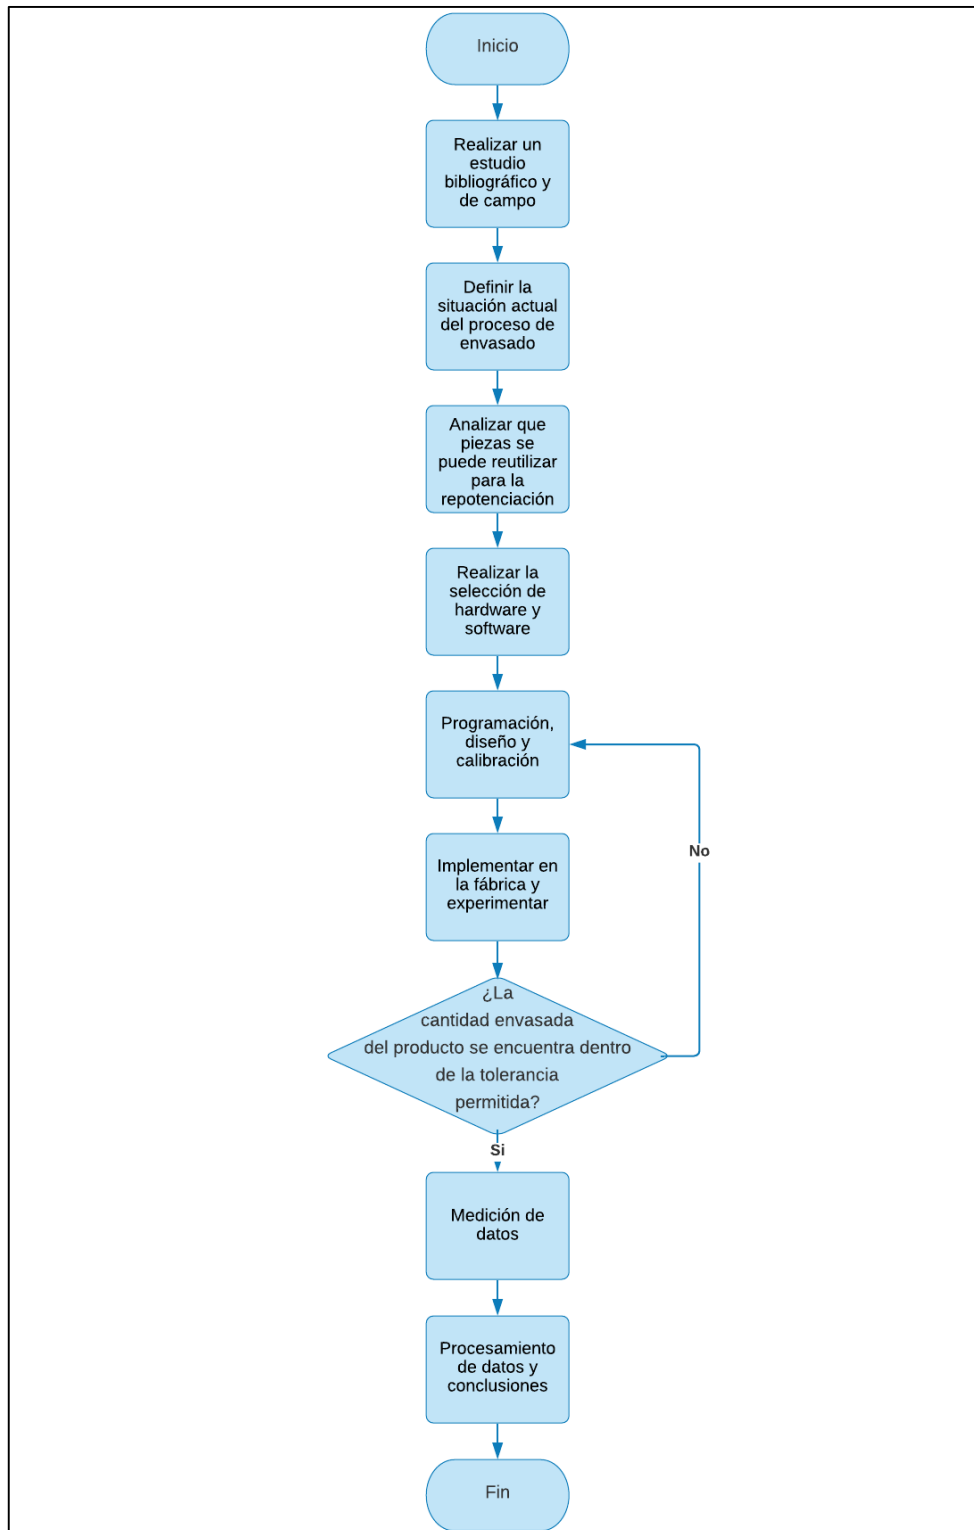 Inicio
Realizar un
estudio
bibliográfico y
de campo
Definir la
situación actual
del proceso de
envasado
Analizar que
piezas se
puede reutilizar
para la
repotenciación
Realizar la
selección de
hardware y
software
Programación,
diseño y
calibración
No
Implementar en
la fábrica y
experimentar
¿La
cantidad envasada
del producto se encuentra dentro
de la tolerancia
permitida?
Si
Medición de
datos
Procesamiento
de datos y
conclusiones
Fin